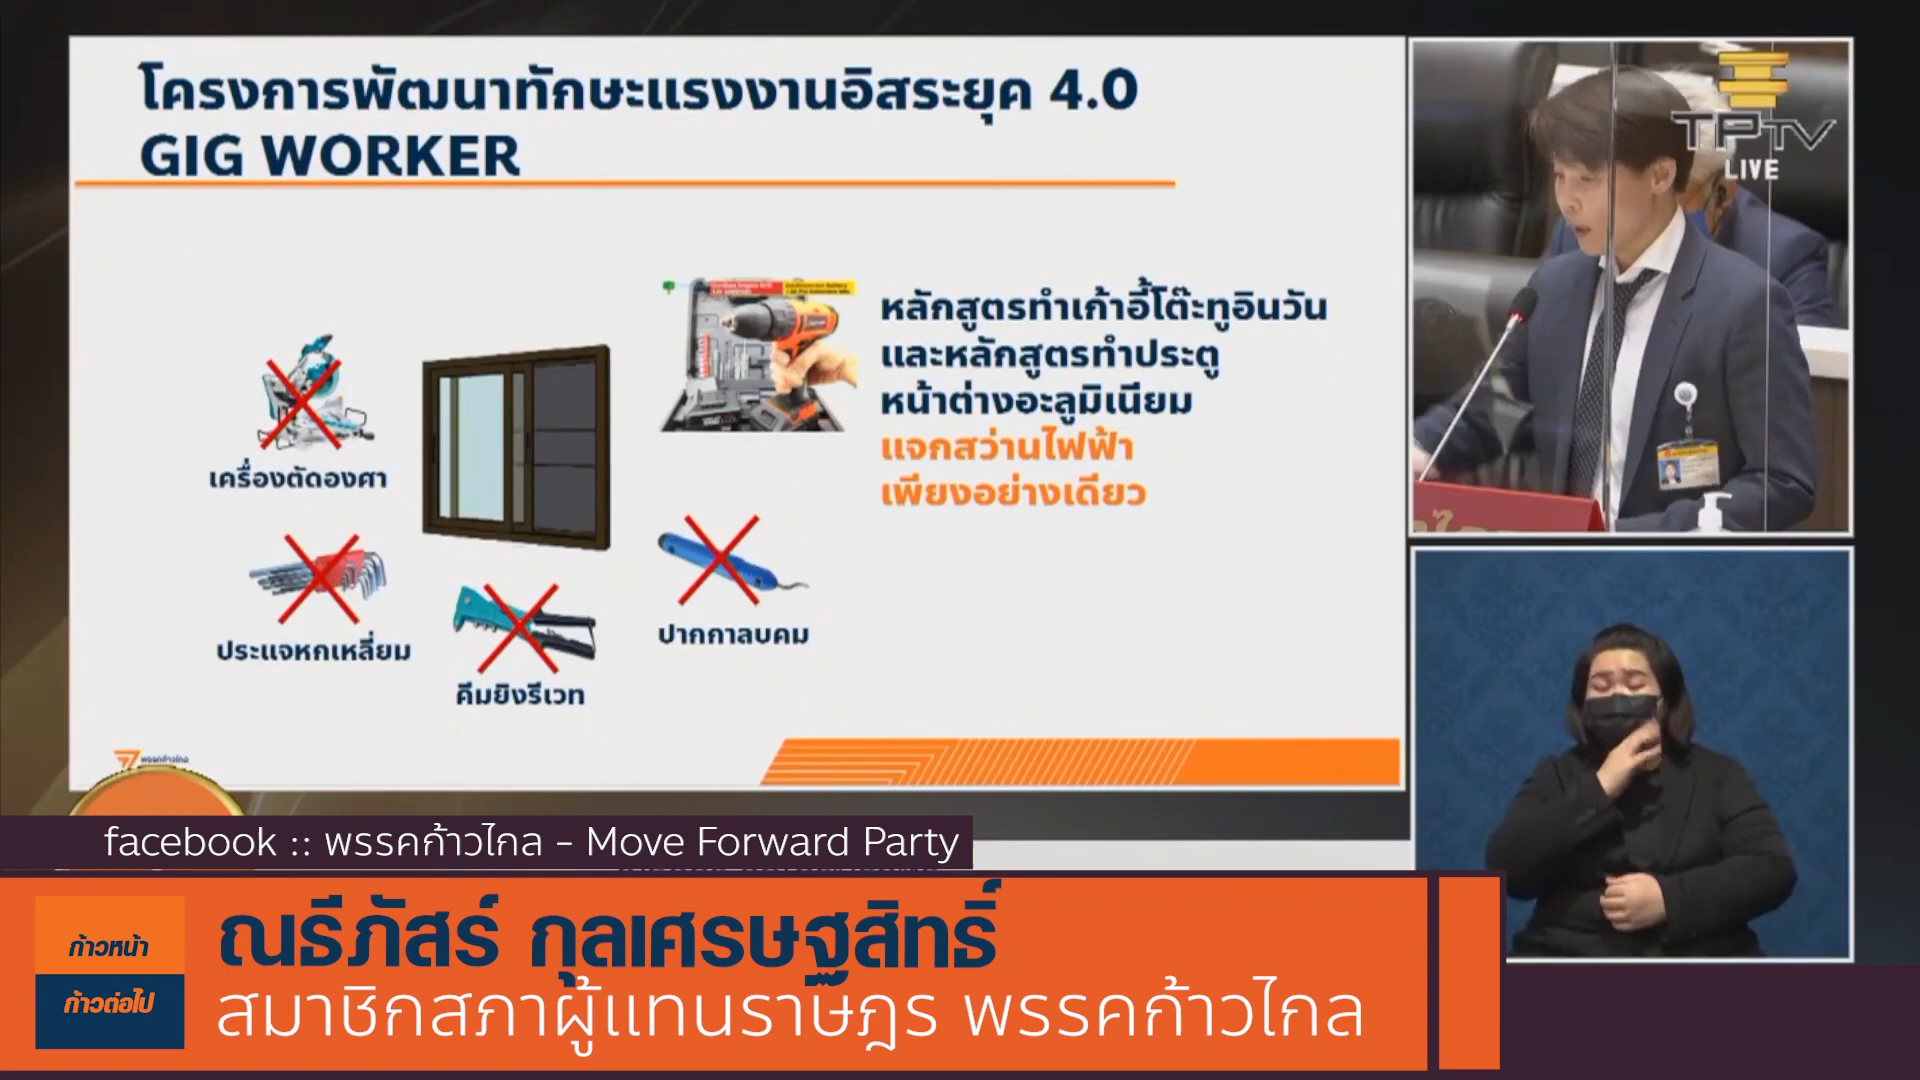 โครงการพัฒนาทักษะแรงงานอิสระยุค 4.0
GIG WORKER
หลักสูตรทำเก้าอี้โต๊ะทูอินวัน
และหลักสูตรทำประตู
หน้าต่างอะลูมิเนียม
แจกสว่านไฟฟ้า
เพียงอย่างเดียว
เครื่องตัดองศา
ประแจหกเหลี่ยม
คีมยิงรีเวท
ปากกาลบคม
พรรคก้าวไกล
TPTV
LIVE
facebook :: พรรคก้าวไกล - Move Forward Party
ก้าวหน้า
ก้าวต่อไป
ณธีภัสร์ กุลเศรษฐสิทธิ์
สมาชิกสภาผู้แทนราษฎร พรรคก้าวไกล